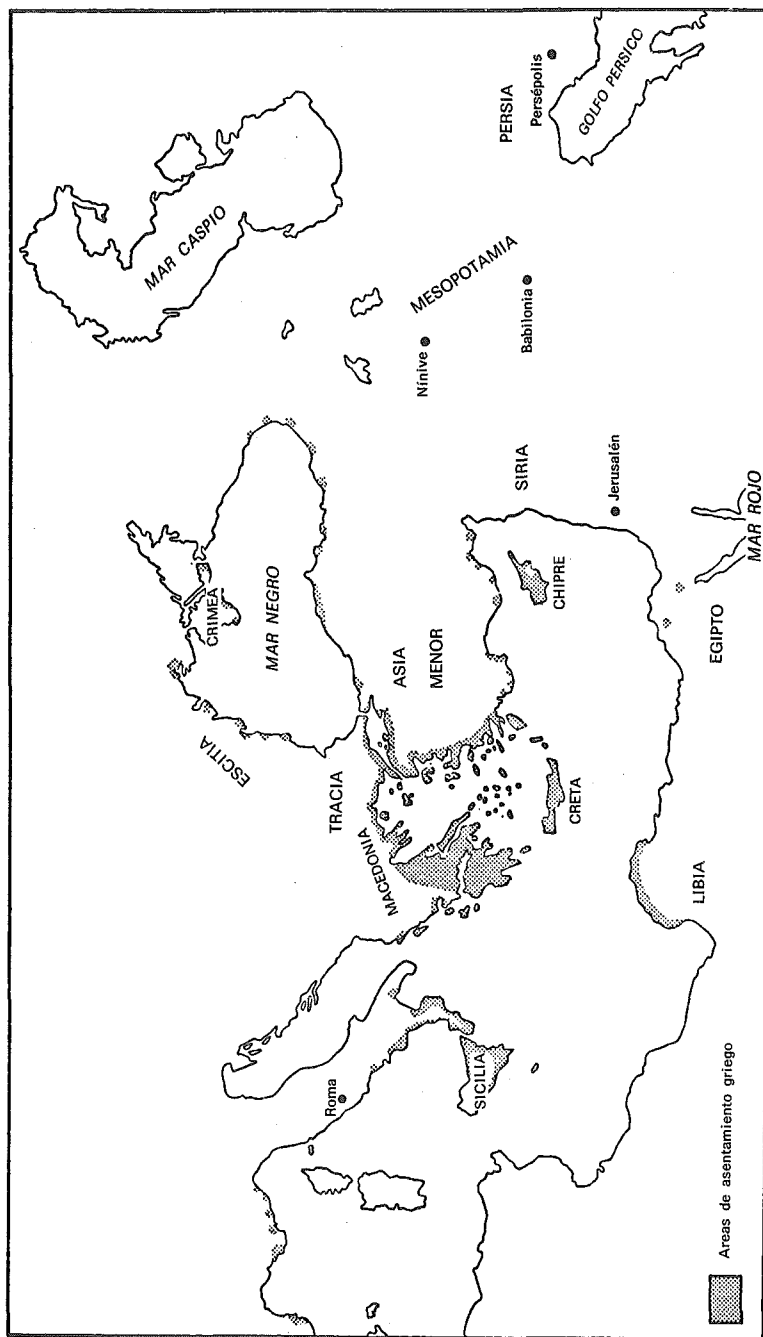 MAR CASPIO
PERSIA
Persépolis
GOLFO PERSICO
MESOPOTAMIA
Nínive
Babilonia
CRIMEA
MAR NEGRO
ESCITIA
ASIA
MENOR
SIRIA
Jerusalén
CHIPRE
MAR ROJO
EGIPTO
TRACIA
MACEDONIA
CRETA
LIBIA
Roma
SICILIA
Areas de asentamiento griego